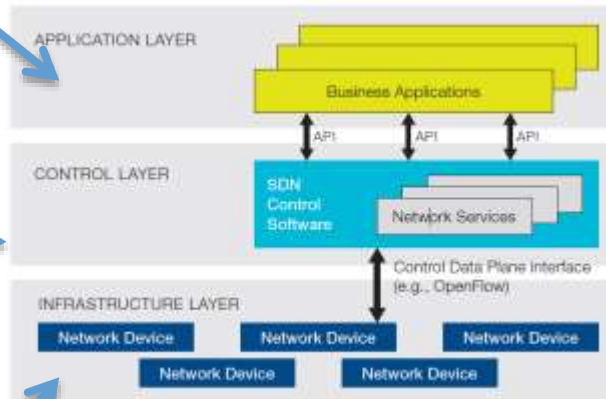 APPLICATION LAYER
Business Applications
API API API
CONTROL LAYER
SDN
Control
Software
Network Services
Control Data Plane interface
(e.g., OpenFlow)
INFRASTRUCTURE LAYER
Network Device Network Device Network Device
Network Device Network Device